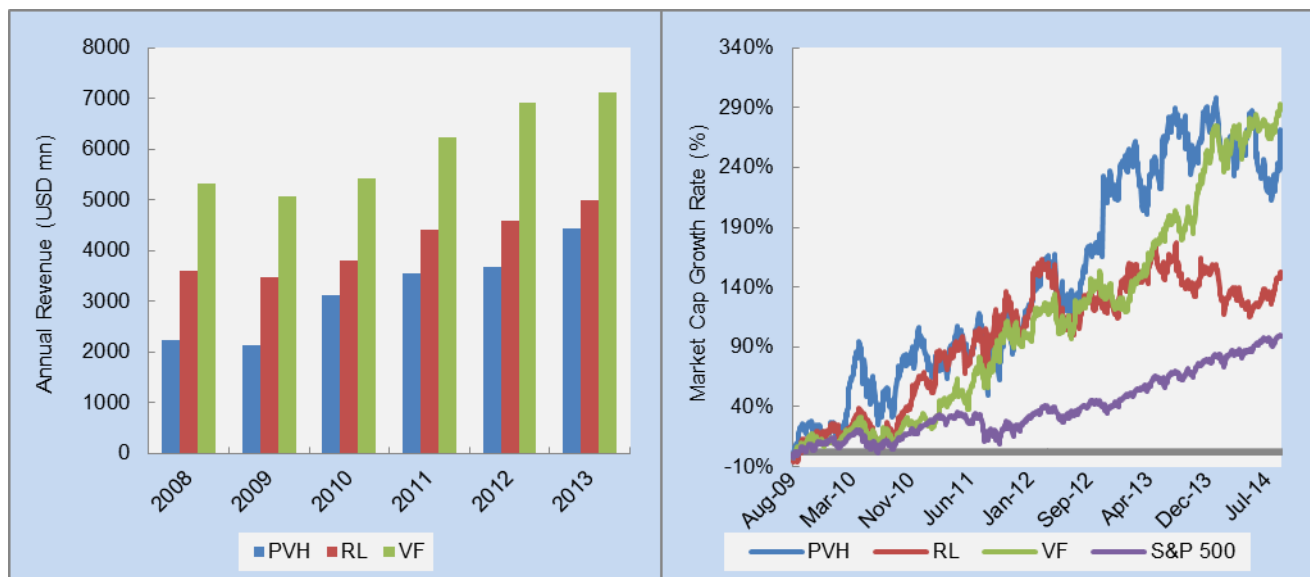 Annual Revenue (USD mn)
8000
7000
6000
5000
4000
3000
2000
1000
0
2008
2009
2010
2011
2012
2013
PVH RL VF
Market Cap Growth Rate (%)
340%
290%
240%
190%
140%
90%
40%
-10%
Aug-09
Mar-10
Nov-10
Jun-11
Jan-12
Sep-12
Apr-13
Dec-13
Jul-14
PVH RL VF S&P 500